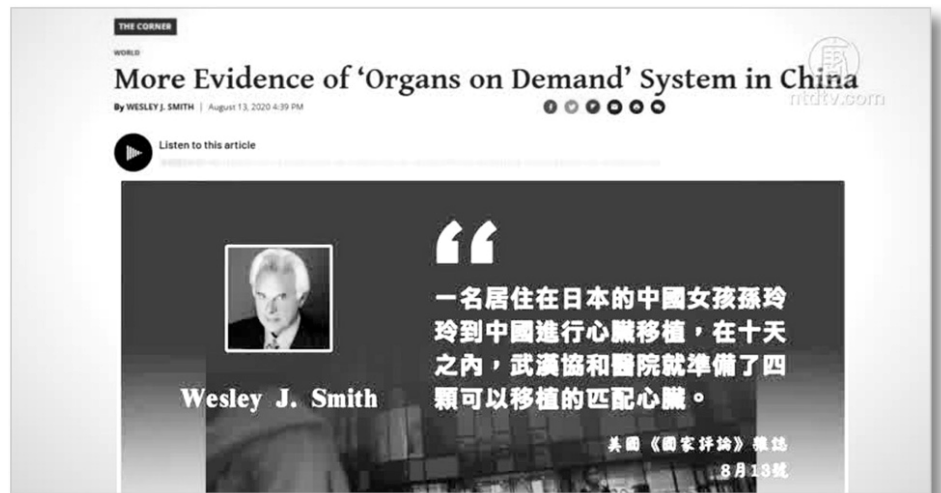 THE CORNER
WORLD
More Evidence of ‘Organs on Demand’ System in China
By WESLEY J. SMITH | August 13, 2020 4:39 PM
ntdtv.com
Listen to this article
一名居住在日本的中國女孩孫玲
玲到中國進行心臟移植，在十天
之內，武漢協和醫院就準備了四
顆可以移植的匹配心臟。
Wesley J. Smith
美國《國家評論》雜誌
8月13號